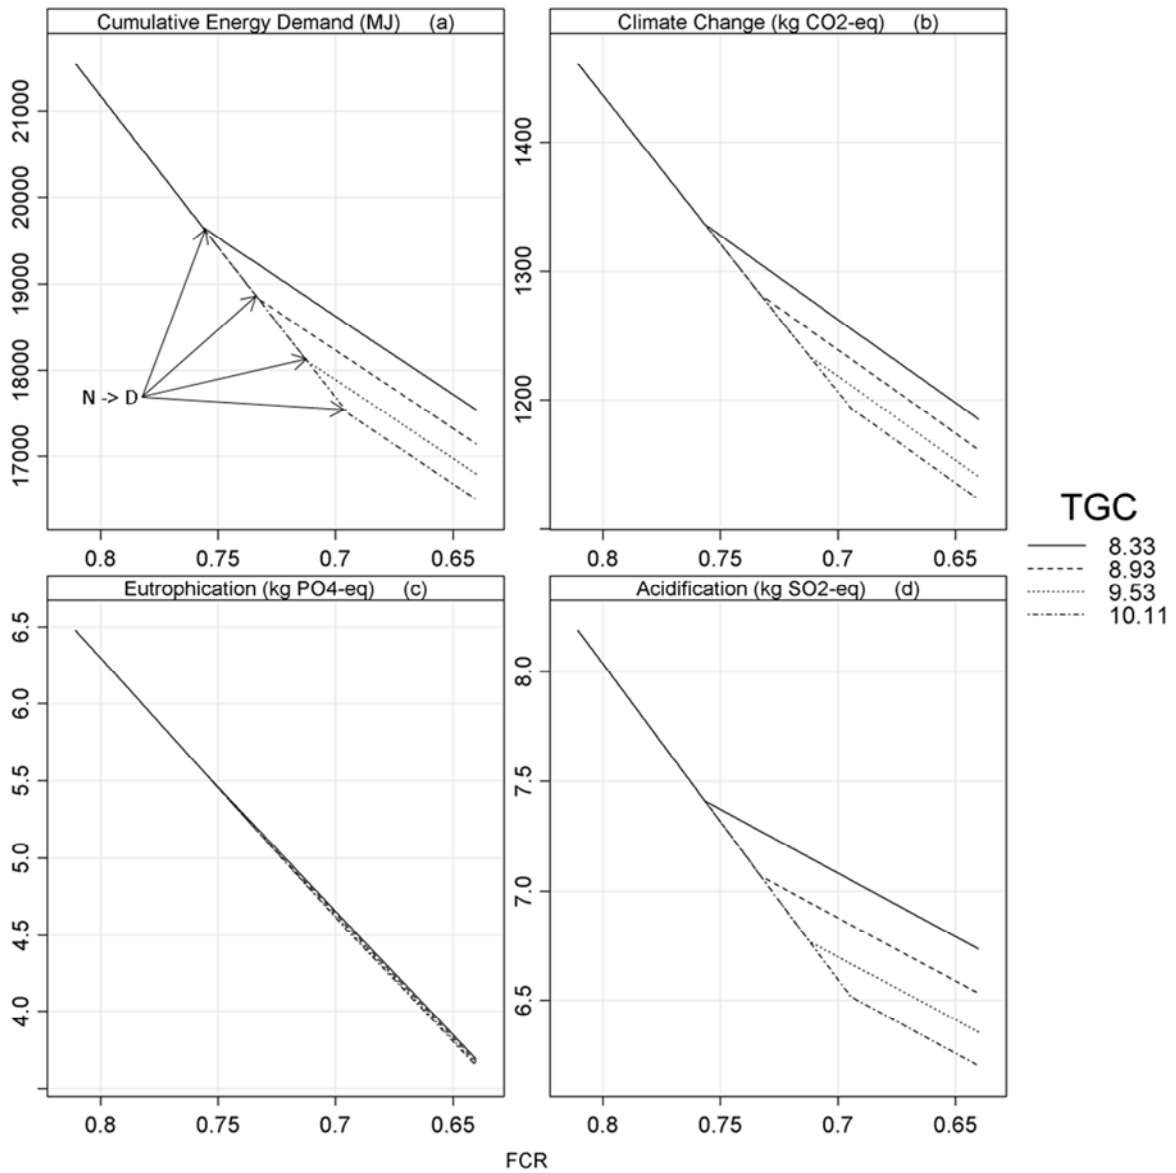 Cumulative Energy Demand (MJ) (a)
21000
20000
19000
18000
17000
N -> D
0.8 0.75 0.7 0.65
Climate Change (kg CO2-eq) (b)
1400
1300
1200
0.8 0.75 0.7 0.65
Eutrophication (kg PO4-eq) (c)
6.5
6.0
5.5
5.0
4.5
4.0
0.8 0.75 0.7 0.65
Acidification (kg SO2-eq) (d)
8.0
7.5
7.0
6.5
0.8 0.75 0.7 0.65
FCR
TGC
8.33
8.93
9.53
10.11